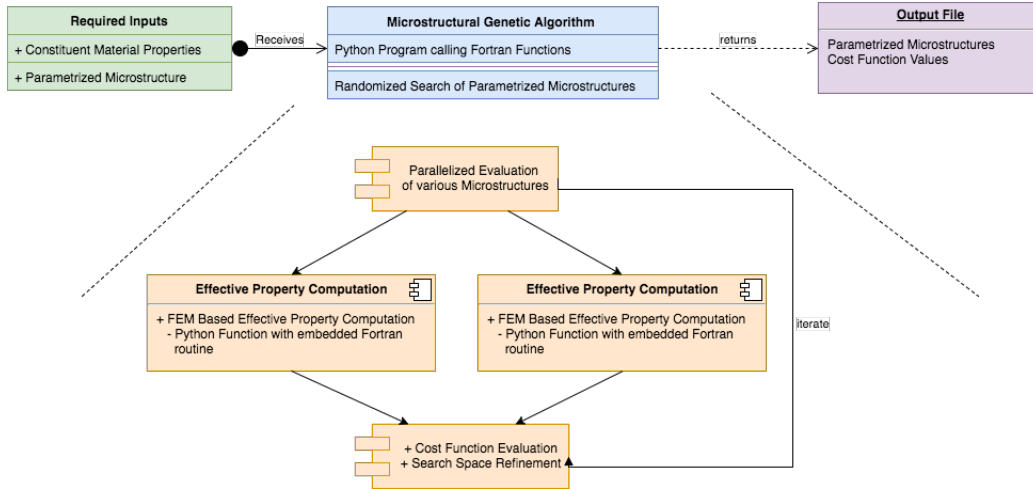 Required Inputs
+ Constituent Material Properties
+ Parametrized Microstructure
Receives
Microstructural Genetic Algorithm
Python Program calling Fortran Functions
Randomized Search of Parametrized Microstructures
returns
Output File
Parametrized Microstructures
Cost Function Values
Parallelized Evaluation
of various Microstructures
Effective Property Computation
+ FEM Based Effective Property Computation
- Python Function with embedded Fortran
routine
Effective Property Computation
+ FEM Based Effective Property Computation
- Python Function with embedded Fortran
routine
iterate
+ Cost Function Evaluation
+ Search Space Refinement